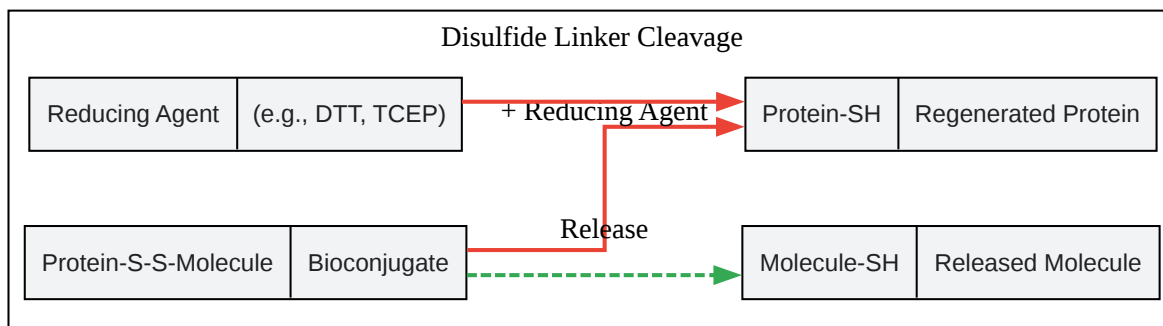 Disulfide Linker Cleavage
Reducing Agent (e.g., DTT, TCEP) + Reducing Agent Protein-SH Regenerated Protein
Release
Protein-S-S-Molecule Bioconjugate Molecule-SH Released Molecule